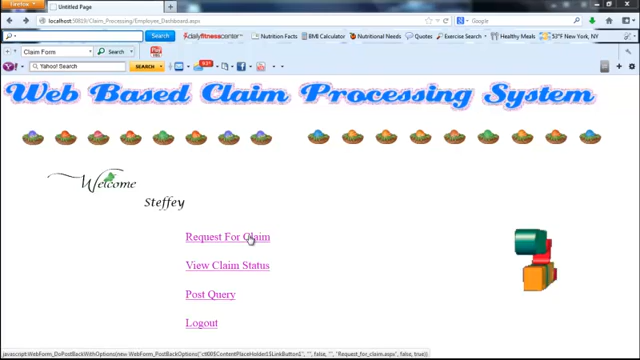 Firefox
Untitled Page
localhost:50819/Claim_Processing/Employee_Dashboard.aspx
Search
dailyfitnesscenter
Nutrition Facts
BMI Calculator
Nutritional Needs
Quotes
Exercise Search
Healthy Meals
53°F New York, NY
Claim Form
Search
Yahoo! Search
SEARCH
Web Based Claim Processing System
Welcome
Steffey
Request For Claim
View Claim Status
Post Query
Logout
javascript:WebForm_DoPostBackWithOptions(new WebForm_PostBackOptions( "ctl00$ContentPlaceHolder1$LinkButton1", "", false, "", "Request_for_claim.aspx", false, true))